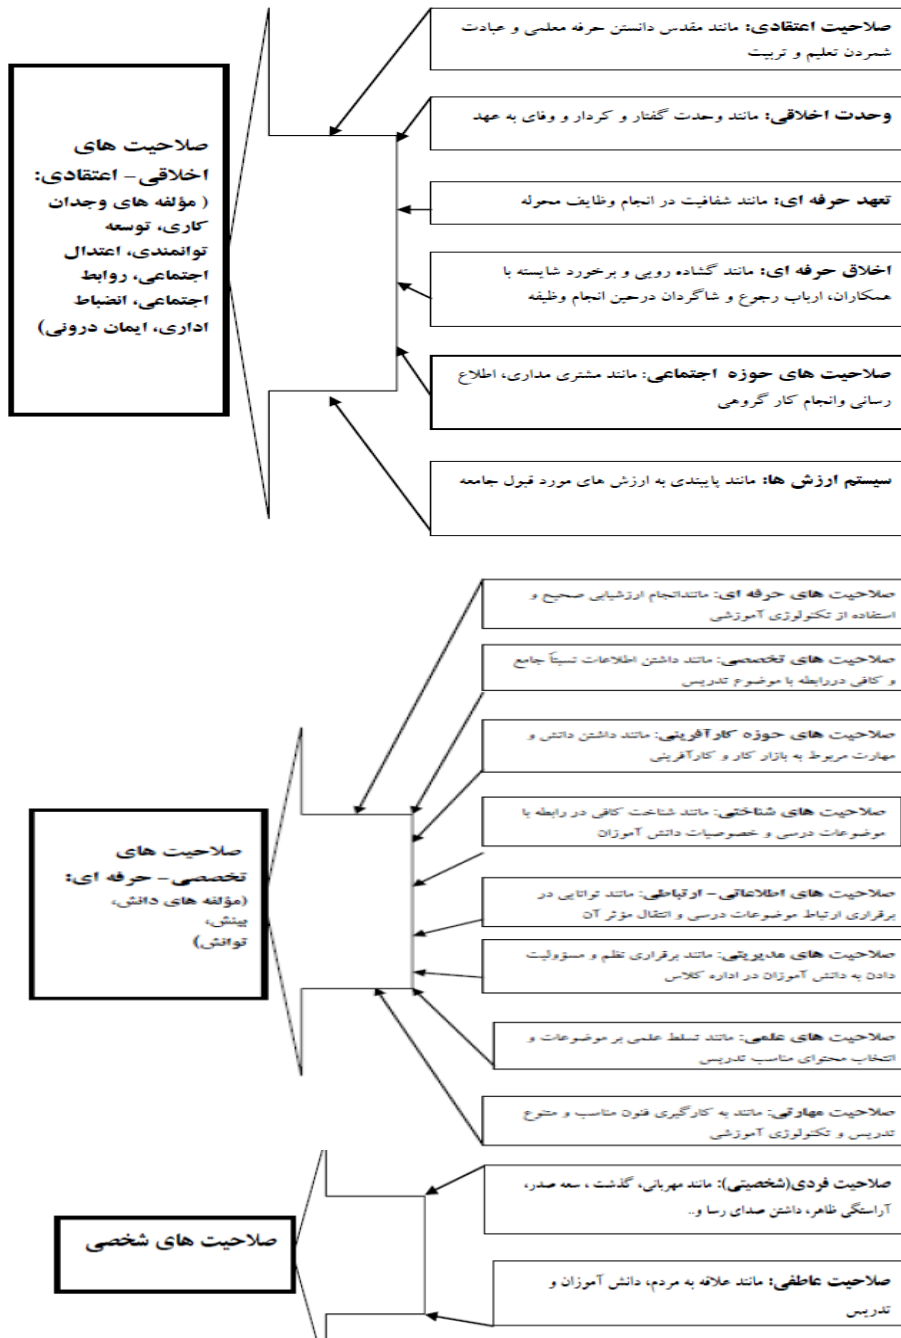 صلاحیت اعتقادی: مانند مقدس دانستن حرفه معلمی و عبادت
شمردن تعلیم و تربیت
وحدت اخلاقی: مانند وحدت گفتار و کردار و وفای به عهد
تعهد حرفه ای: مانند شفافیت در انجام وظایف محوله
اخلاق حرفه ای: مانند گشاده رویی و برخورد شایسته با
همکاران، ارباب رجوع و شاگردان درحین انجام وظیفه
صلاحیت های حوزه اجتماعی: مانند مشتری مداری، اطلاع
رسانی وانجام کار گروهی
سیستم ارزش ها: مانند پایبندی به ارزش های مورد قبول جامعه
صلاحیت های
اخلاقی- اعتقادی:
( مؤلفه های وجدان
کاری، توسعه
توانمندی، اعتدال
اجتماعی، روابط
اجتماعی، انضباط
اداری، ایمان درونی)
صلاحیت های حرفه ای: مانندانجام ارزشیابی صحیح و
استفاده از تکنولوژی آموزشی
صلاحیت های تخصصی: مانند داشتن اطلاعات نسبتاً جامع
و کافی دررابطه با موضوع تدریس
صلاحیت های حوزه کارآفرینی: مانند داشتن دانش و
مهارت مربوط به بازار کار و کارآفرینی
صلاحیت های شناختی: مانند شناخت کافی در رابطه با
موضوعات درسی و خصوصیات دانش آموزان
صلاحیت های اطلاعاتی- ارتباطی: مانند توانایی در
برقراری ارتباط موضوعات درسی و انتقال مؤثر آن
صلاحیت های مدیریتی: مانند برقراری نظم و مسؤولیت
دادن به دانش آموزان در اداره کلاس
صلاحیت های علمی: مانند تسلط علمی بر موضوعات و
انتخاب محتوای مناسب تدریس
صلاحیت مهارتی: مانند به کارگیری فنون مناسب و متنوع
تدریس و تکنولوژی آموزشی
صلاحیت های
تخصصی- حرفه ای:
(مؤلفه های دانش،
بینش،
توانش)
صلاحیت فردی(شخصیتی): مانند مهربانی، گذشت ، سعه صدر،
آراستگی ظاهر، داشتن صدای رسا و..
صلاحیت عاطفی: مانند علاقه به مردم، دانش آموزان و
تدریس
صلاحیت های شخصی